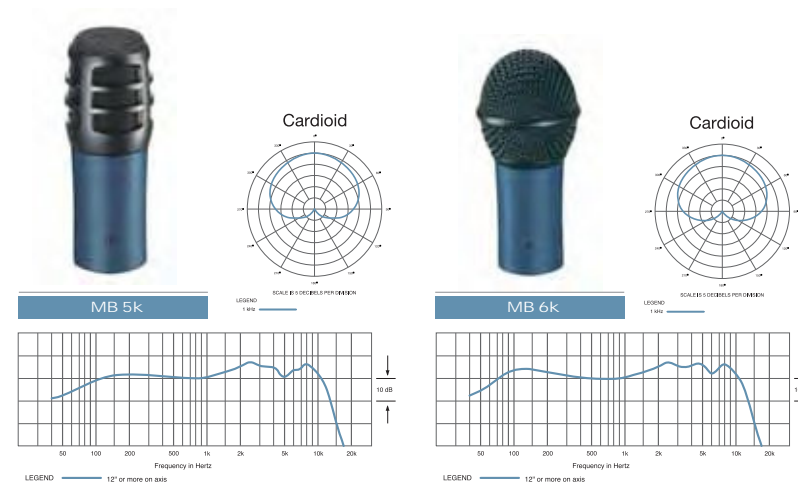 Cardioid
SCALE IS 5 DECIBELS PER DIVISION
LEGEND
1 kHz
MB 5k
10 dB
50 100 200 500 1k 2k 5k 10k 20k
Frequency in Hertz
LEGEND 12" or more on axis
Cardioid
SCALE IS 5 DECIBELS PER DIVISION
LEGEND
1 kHz
MB 6k
1
50 100 200 500 1k 2k 5k 10k 20k
Frequency in Hertz
LEGEND 12" or more on axis